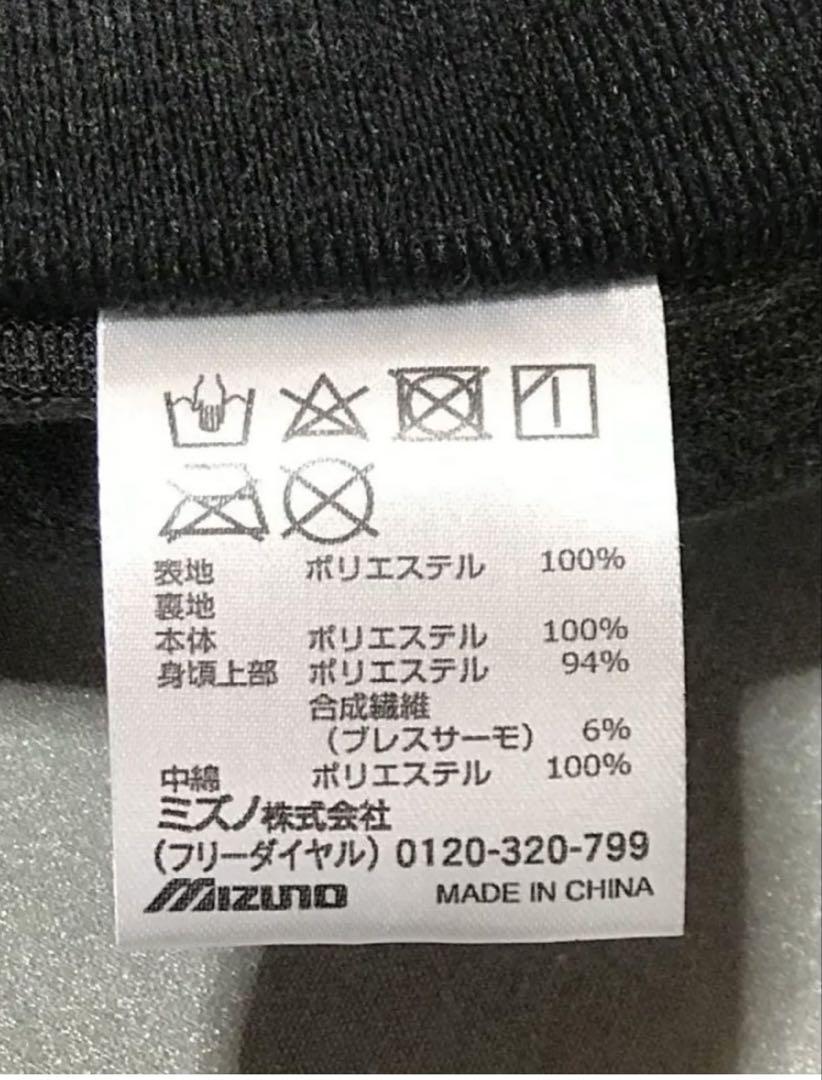 表地 ポリエステル 100%
裏地
本体 ポリエステル 100%
身頃上部 ポリエステル 94%
合成繊維
（ブレスサーモ） 6%
中綿 ポリエステル 100%
ミズノ株式会社
(フリーダイヤル) 0120-320-799
MIZUNO MADE IN CHINA